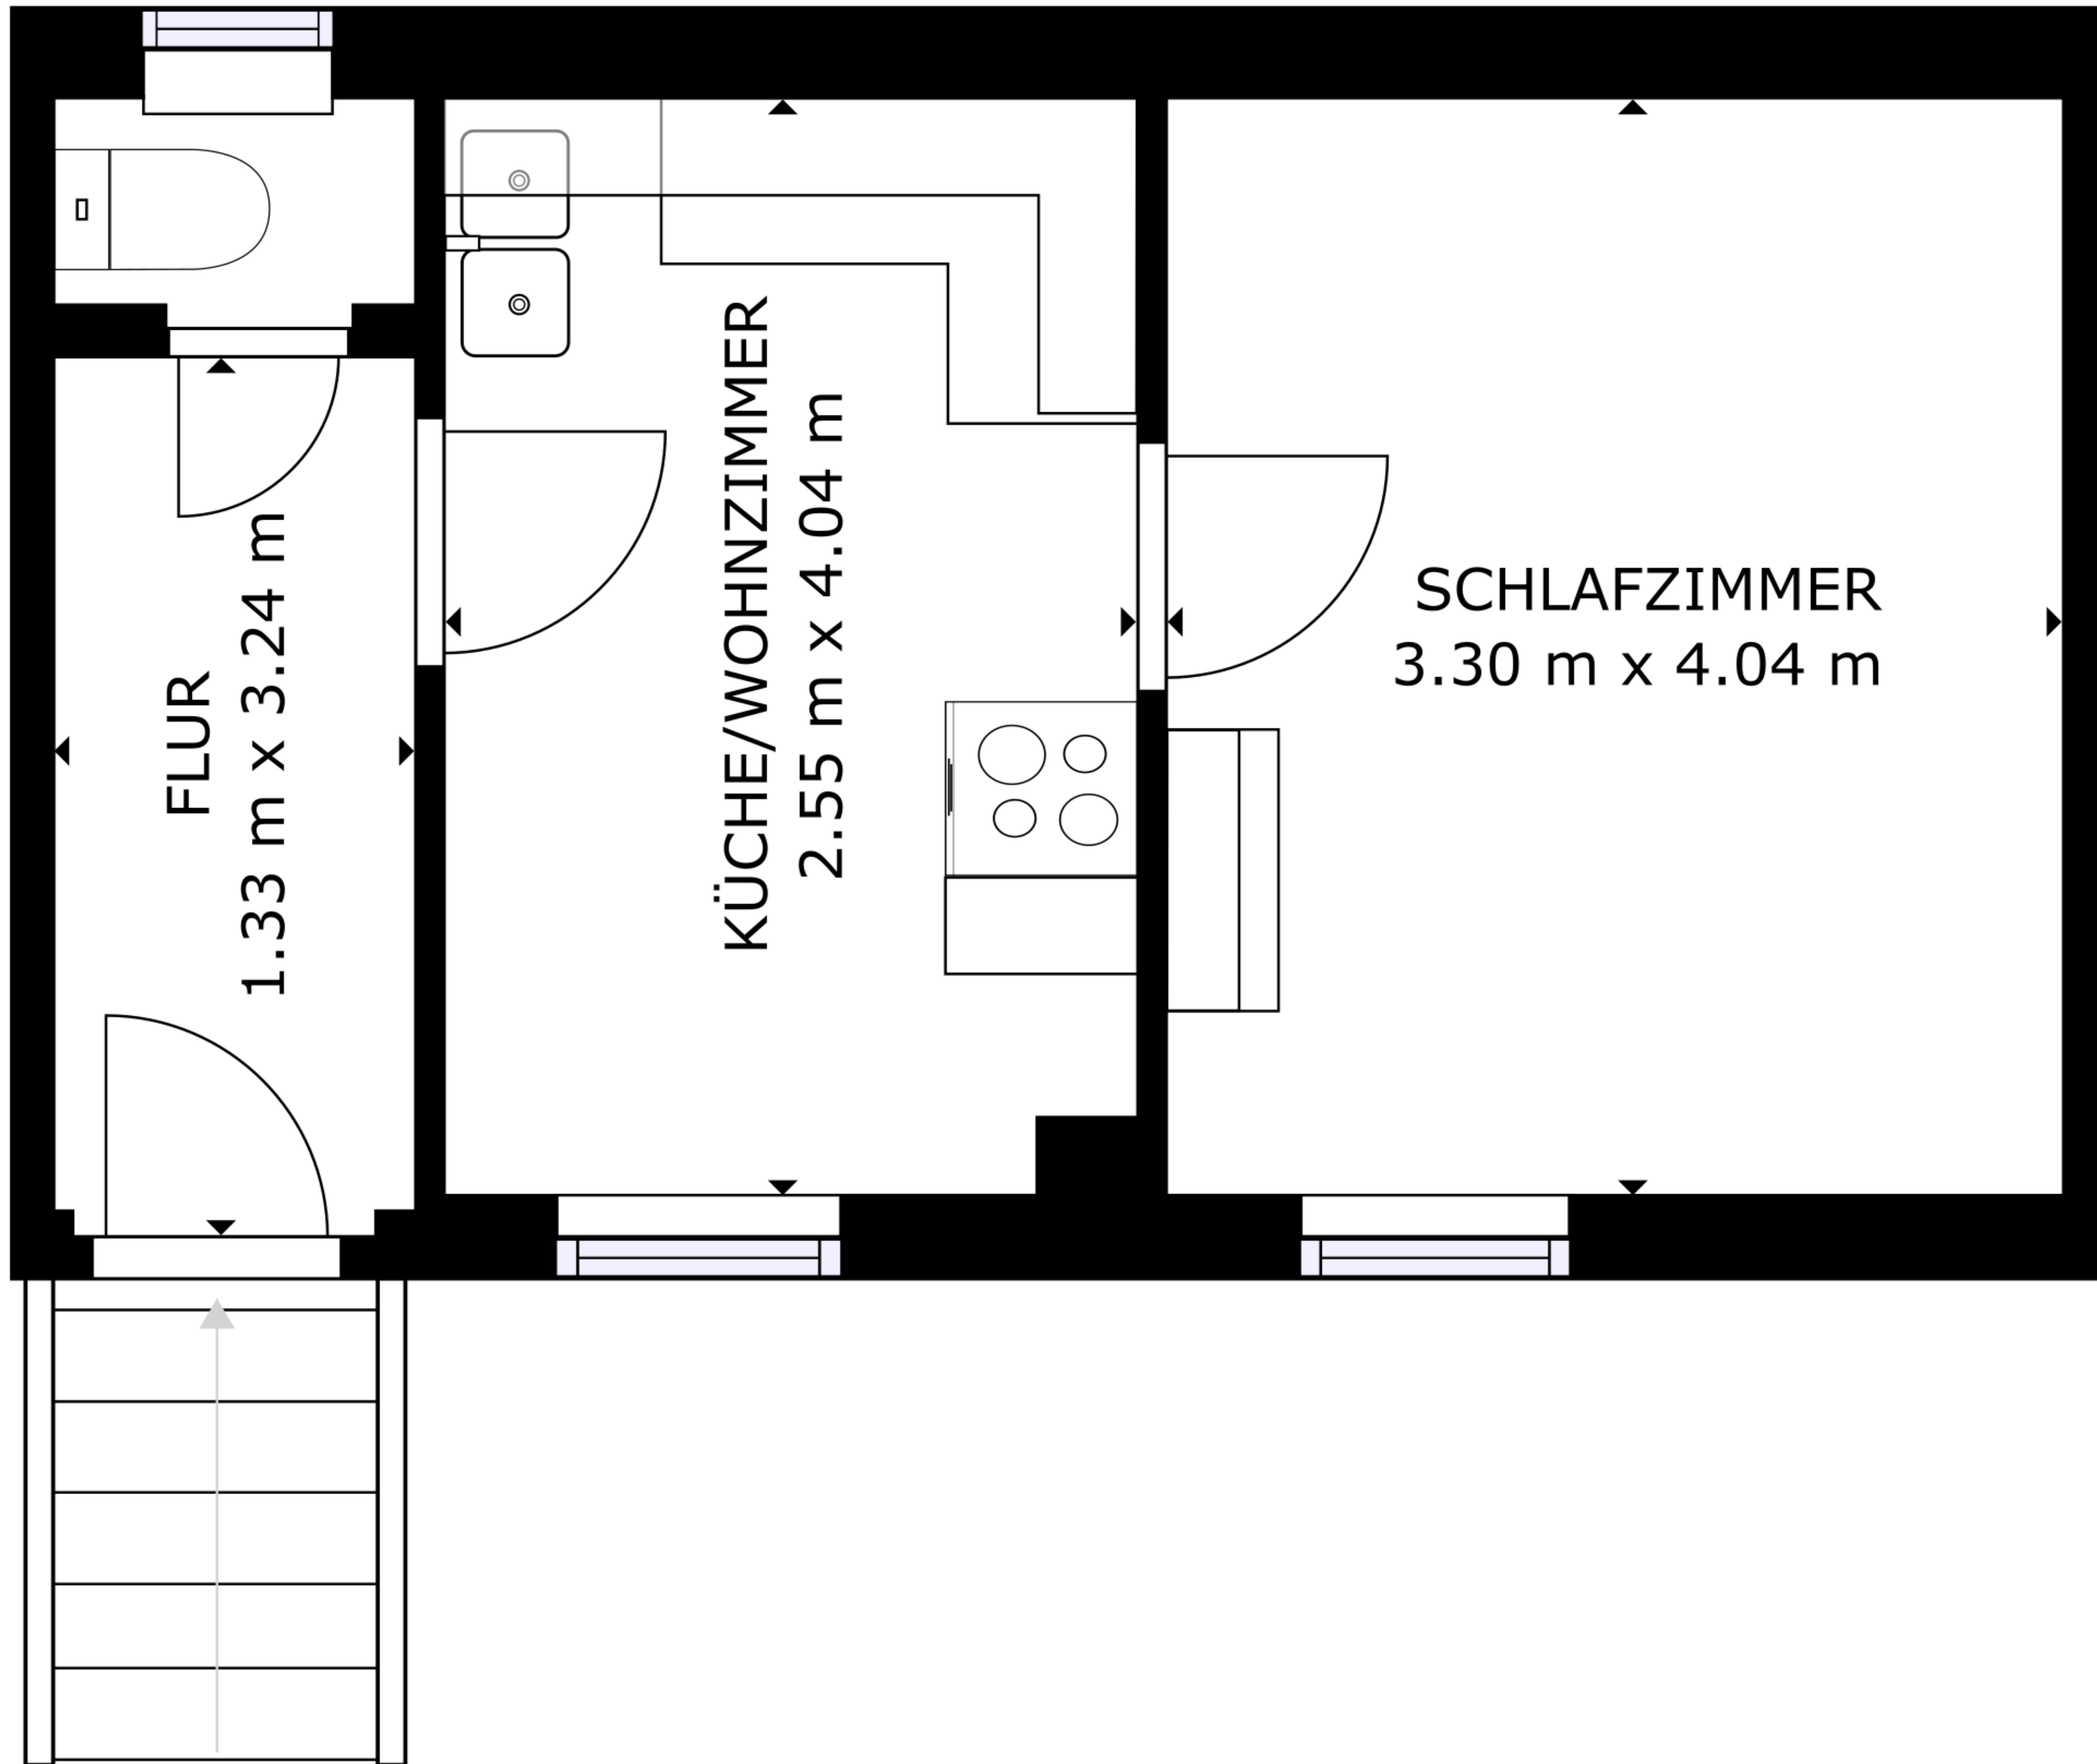 FLUR
1.33 m x 3.24 m
KÜCHE/WOHNZIMMER
2.55 m x 4.04 m
SCHLAFZIMMER
3.30 m x 4.04 m